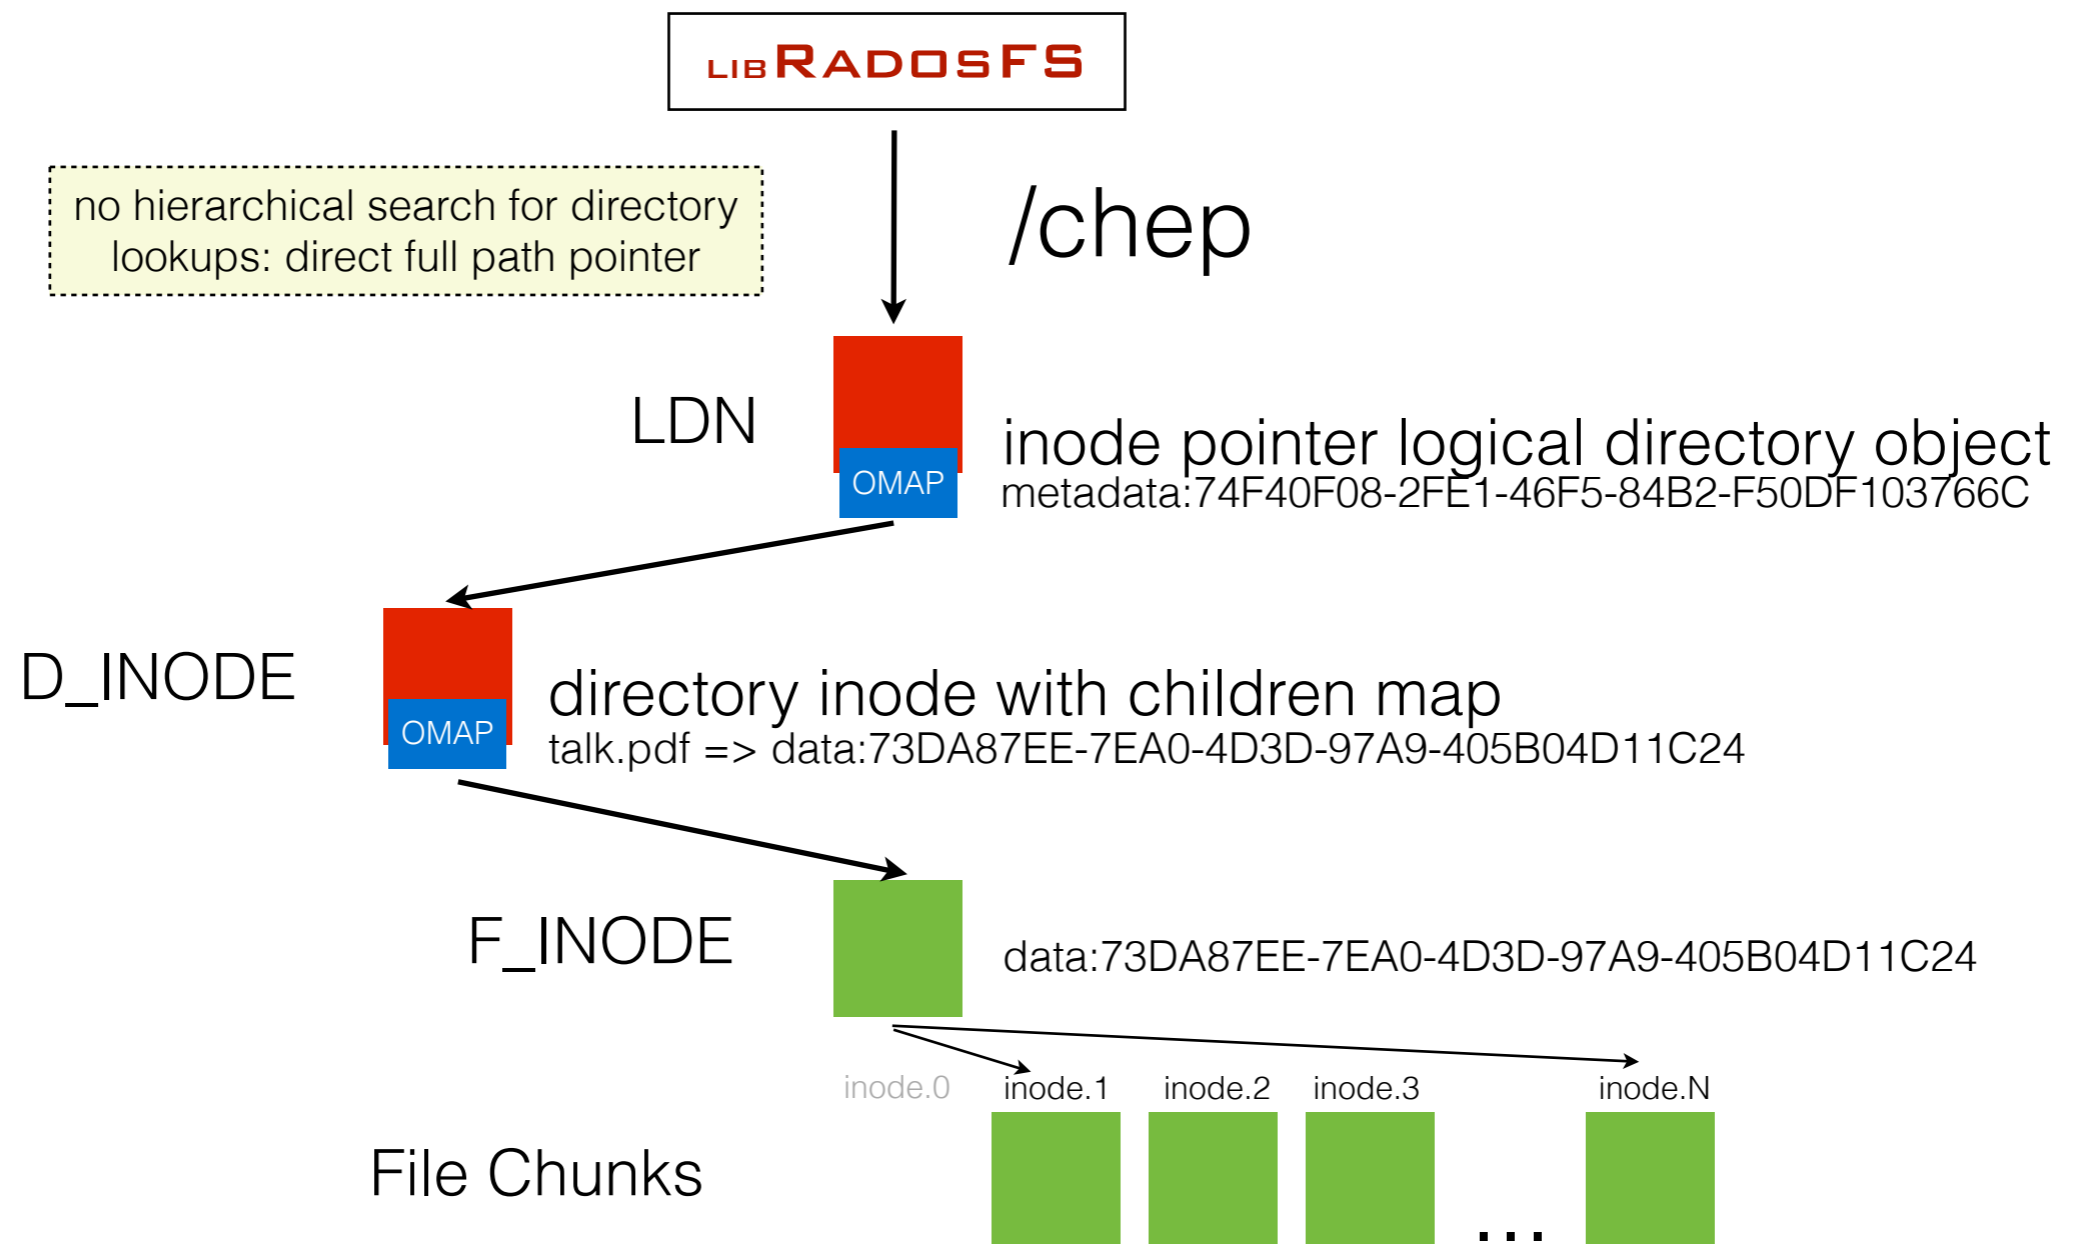 LIBRADOSFS
no hierarchical search for directory
lookups: direct full path pointer
/chep
LDN
OMAP
inode pointer logical directory object
metadata:74F40F08-2FE1-46F5-84B2-F50DF103766C
D_INODE
OMAP
directory inode with children map
talk.pdf => data:73DA87EE-7EA0-4D3D-97A9-405B04D11C24
F_INODE
data:73DA87EE-7EA0-4D3D-97A9-405B04D11C24
inode.0 inode.1 inode.2 inode.3 inode.N
File Chunks
...